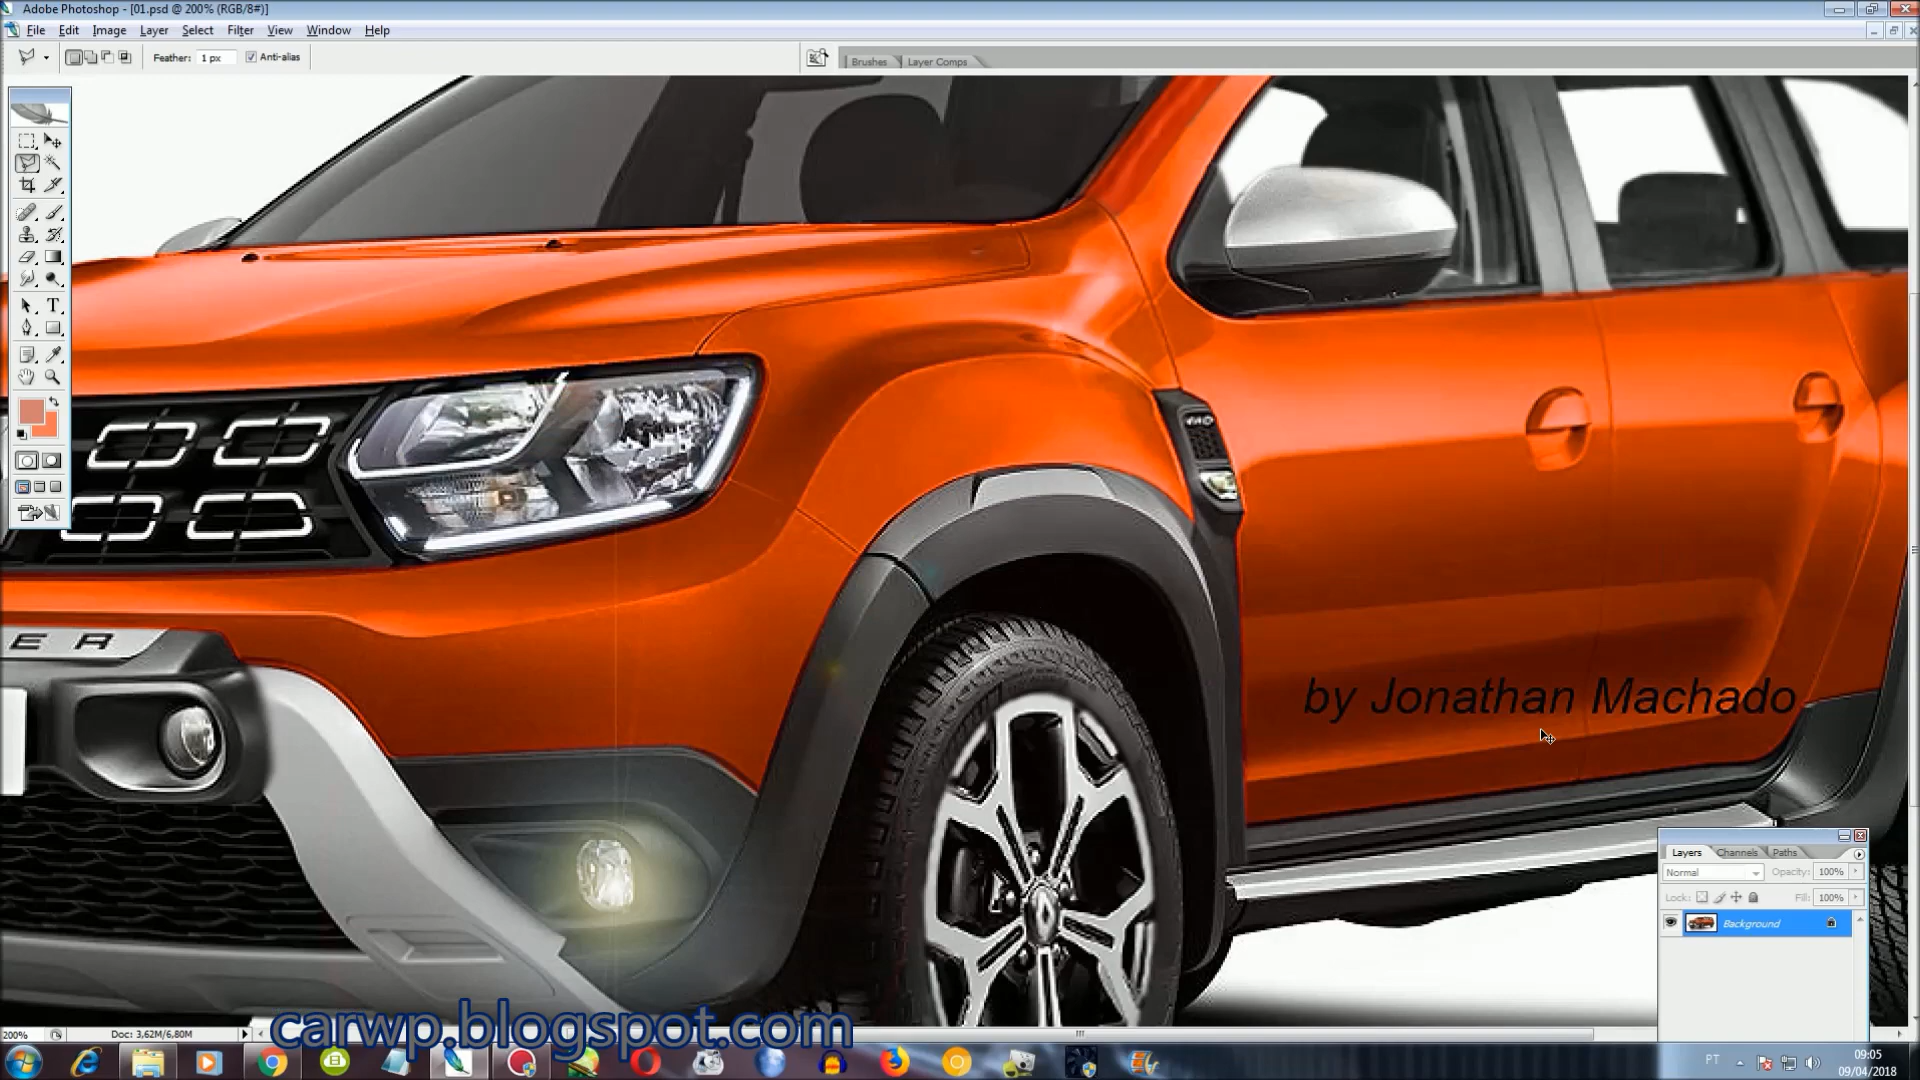 Adobe Photoshop - [01.psd @ 200% (RGB/8#)]
File Edit Image Layer Select Filter View Window Help
Feather: 1 px Anti-alias
Brushes Layer Comps
T
E R
by Jonathan Machado
Layers Channels Paths
Normal Opacity: 100%
Lock: Fill: 100%
Background
200% Doc: 3,62M/6,80M
carwp.blogspot.com
PT 09:05
09/04/2018